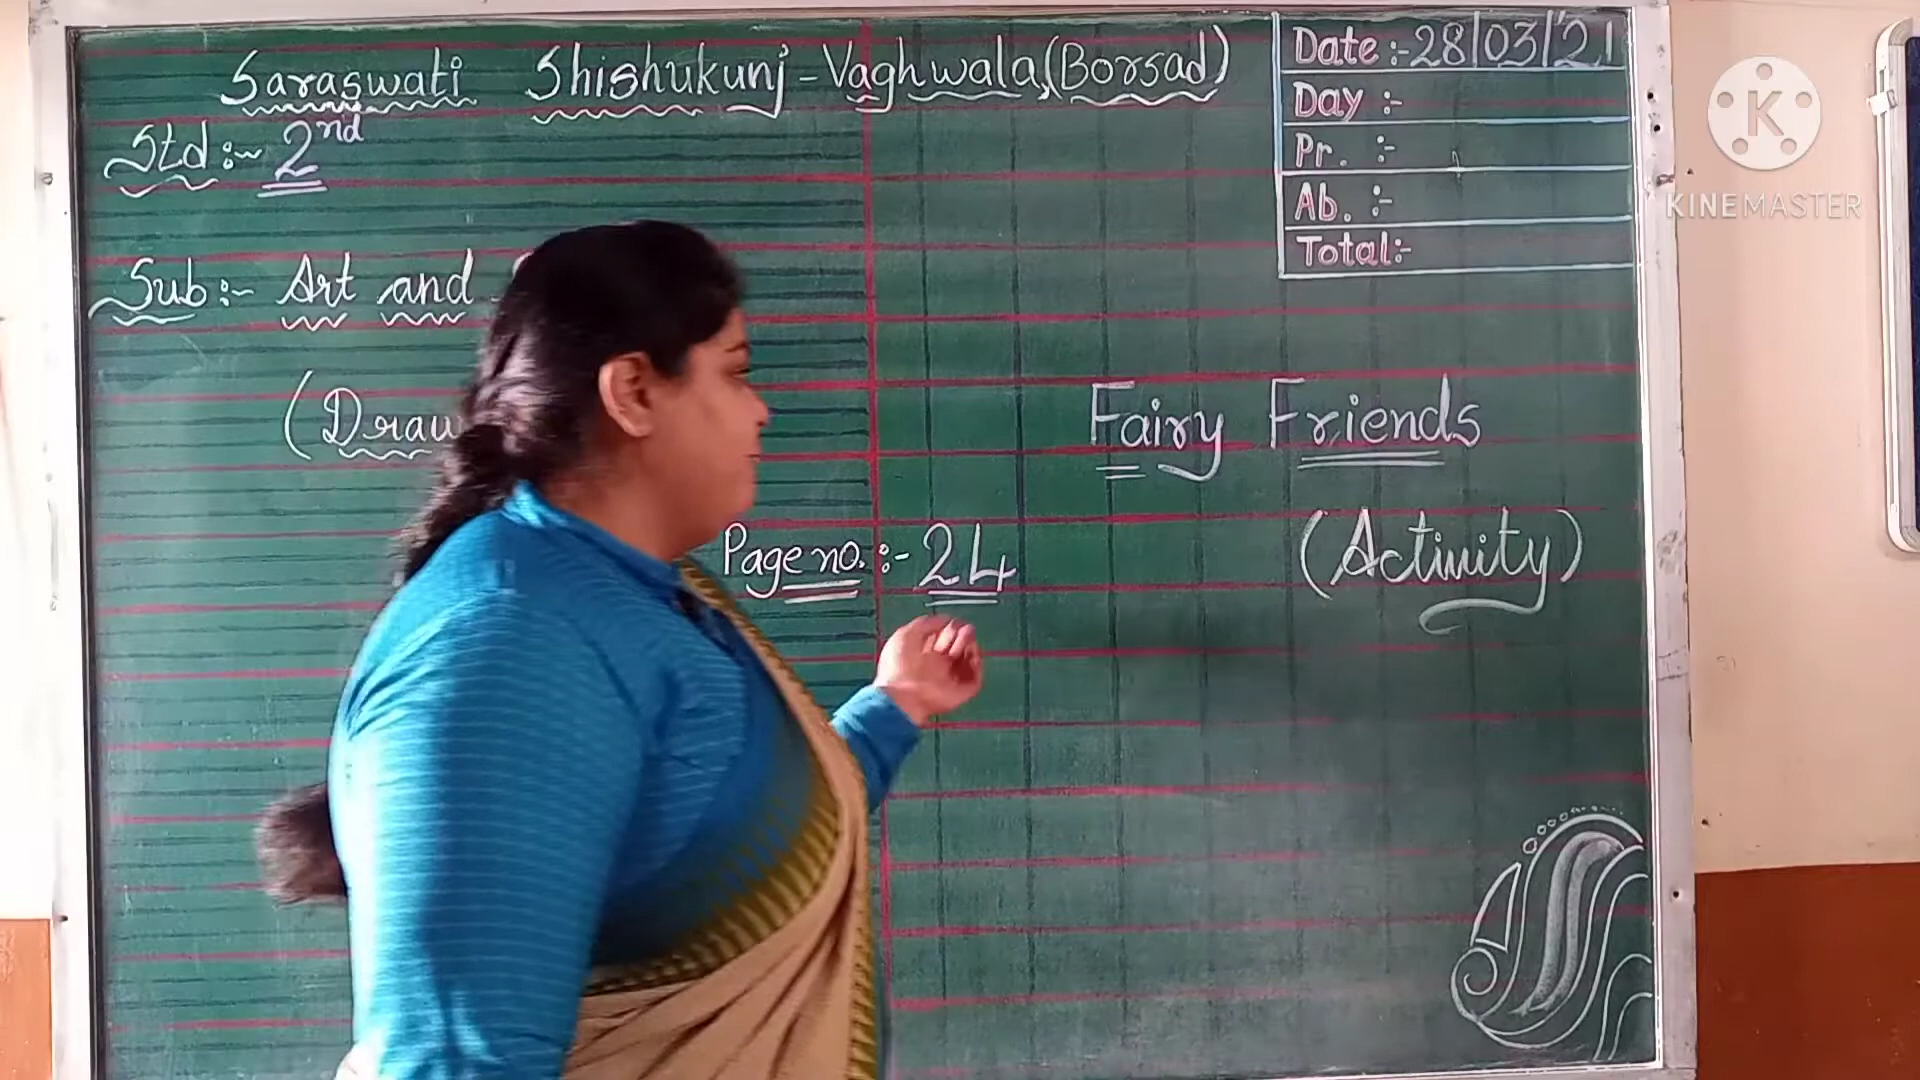 Saraswati Shishukunj - Vaghwala,(Borsad)
Date :- 28/03/21
Day :-
Pr. :-
Ab. :-
Total:-
K
KINEMASTER
Std :- 2nd
Sub :- Art and
(Draw
Fairy Friends
(Activity)
Page no. :- 24